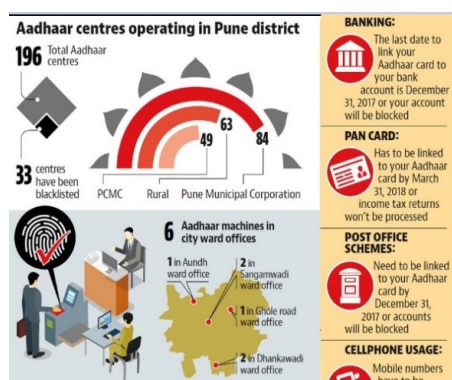 Aadhaar centres operating in Pune district
196 Total Aadhaar
centres
33 centres
have been
blacklisted
49
63
84
PCMC
Rural
Pune Municipal Corporation
6 Aadhaar machines in
city ward offices
1 in Aundh
ward office
2 in
Sangamwadi
ward office
1 in Ghole road
ward office
2 in Dhankawadi
ward office
BANKING:
The last date to
link your
Aadhaar card to
your bank
account is December
31, 2017 or your account
will be blocked
PAN CARD:
Has to be linked
to your Aadhaar
card by March
31, 2018 or
income tax returns
won't be processed
POST OFFICE
SCHEMES:
Need to be linked
to your Aadhaar
card by
December 31,
2017 or accounts
will be blocked
CELLPHONE USAGE:
Mobile numbers
have to be